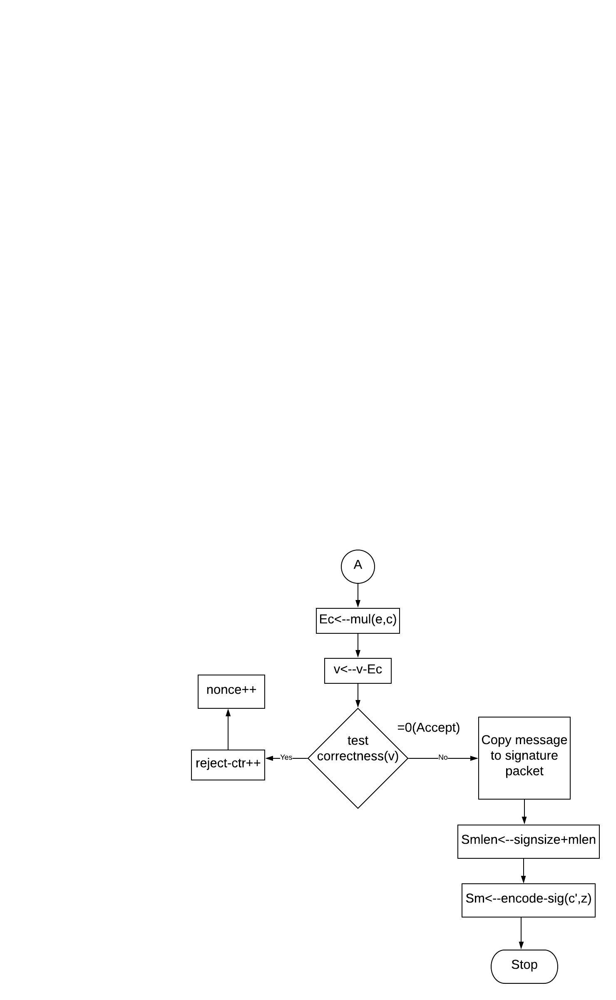 A
Ec<--mul(e,c)
v<--v-Ec
nonce++
=0(Accept)
test
correctness(v)
Yes
No
reject-ctr++
Copy message
to signature
packet
Smlen<--signsize+mlen
Sm<--encode-sig(c',z)
Stop